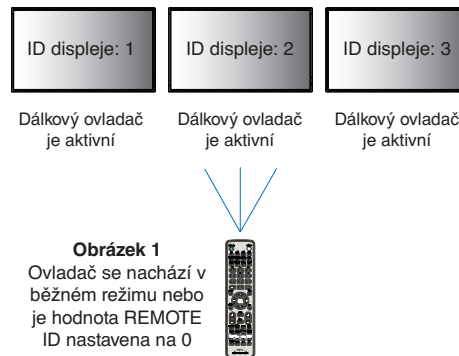 ID displeje: 1
ID displeje: 2
ID displeje: 3
Dálkový ovladač
je aktivní
Dálkový ovladač
je aktivní
Dálkový ovladač
je aktivní
Obrázek 1
Ovladač se nachází v
běžném režimu nebo
je hodnota REMOTE
ID nastavena na 0